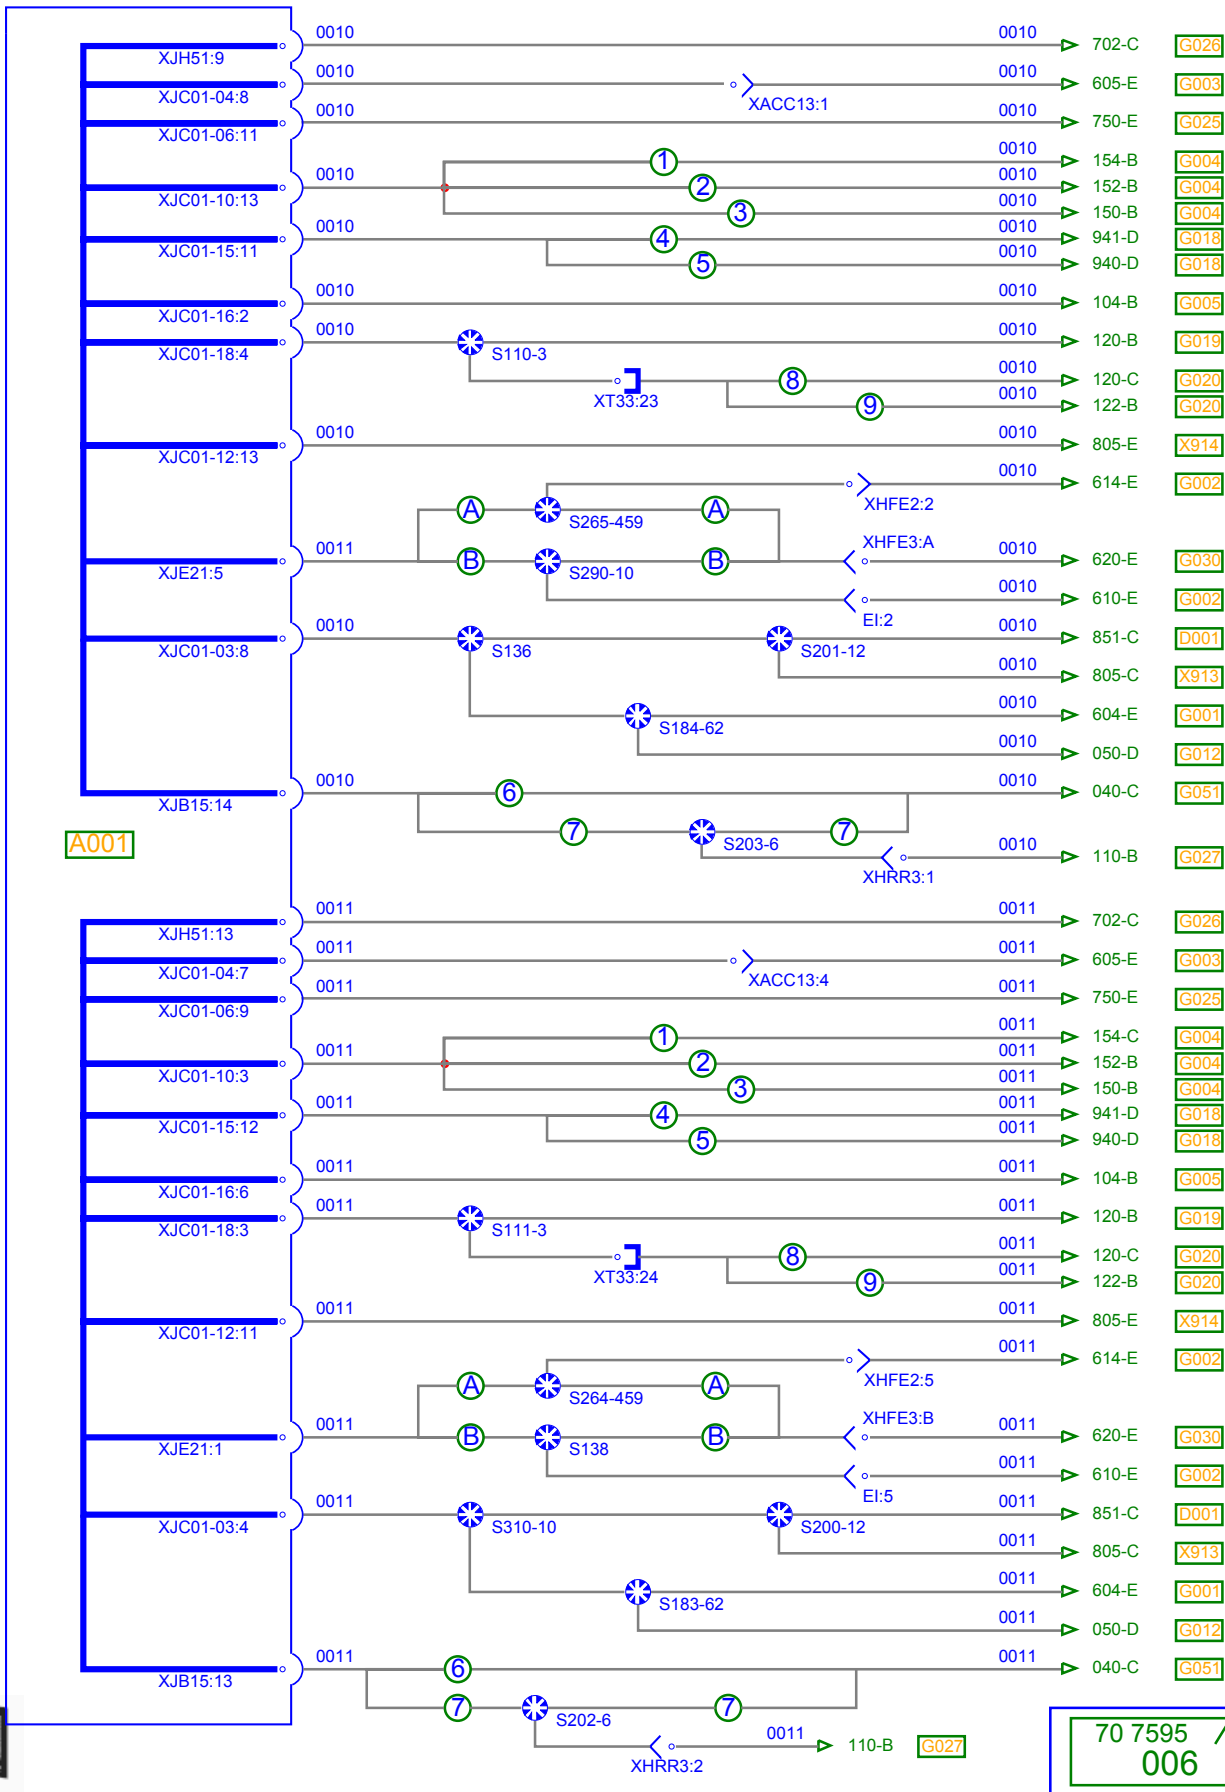 0010 0010 702-C G026
XJH51:9
0010 0010 605-E G003
XJC01-04:8 XACC13:1
0010 0010 750-E G025
XJC01-06:11
1 0010 154-B G004
0010 2 0010 152-B G004
XJC01-10:13
3 0010 150-B G004
0010 4 0010 941-D G018
XJC01-15:11
5 0010 940-D G018
0010 0010 104-B G005
XJC01-16:2
0010 0010 120-B G019
XJC01-18:4 S110-3
8 0010 120-C G020
XT33:23
9 0010 122-B G020
0010 0010 805-E X914
XJC01-12:13
0010 614-E G002
XHFE2:2
A A
S265-459
XHFE3:A
0011 B B 0010 620-E G030
XJE21:5 S290-10
0010 610-E G002
EI:2
0010 0010 851-C D001
XJC01-03:8 S136 S201-12
0010 805-C X913
0010 604-E G001
S184-62
0010 050-D G012
0010 6 0010 040-C G051
XJB15:14
7 7
S203-6
A001
0010 110-B G027
XHRR3:1
0011 0011 702-C G026
XJH51:13
0011 0011 605-E G003
XJC01-04:7 XACC13:4
0011 0011 750-E G025
XJC01-06:9
1 0011 154-C G004
0011 2 0011 152-B G004
XJC01-10:3
3 0011 150-B G004
0011 4 0011 941-D G018
XJC01-15:12
5 0011 940-D G018
0011 0011 104-B G005
XJC01-16:6
0011 0011 120-B G019
XJC01-18:3 S111-3
8 0011 120-C G020
XT33:24
9 0011 122-B G020
0011 0011 805-E X914
XJC01-12:11
0011 614-E G002
XHFE2:5
A A
S264-459
XHFE3:B
0011 B B 0011 620-E G030
XJE21:1 S138
0011 610-E G002
EI:5
0011 0011 851-C D001
XJC01-03:4 S310-10 S200-12
0011 805-C X913
0011 604-E G001
S183-62
0011 050-D G012
0011 6 0011 040-C G051
XJB15:13
7 7
S202-6
0011 110-B G027
XHRR3:2
70 7595
006